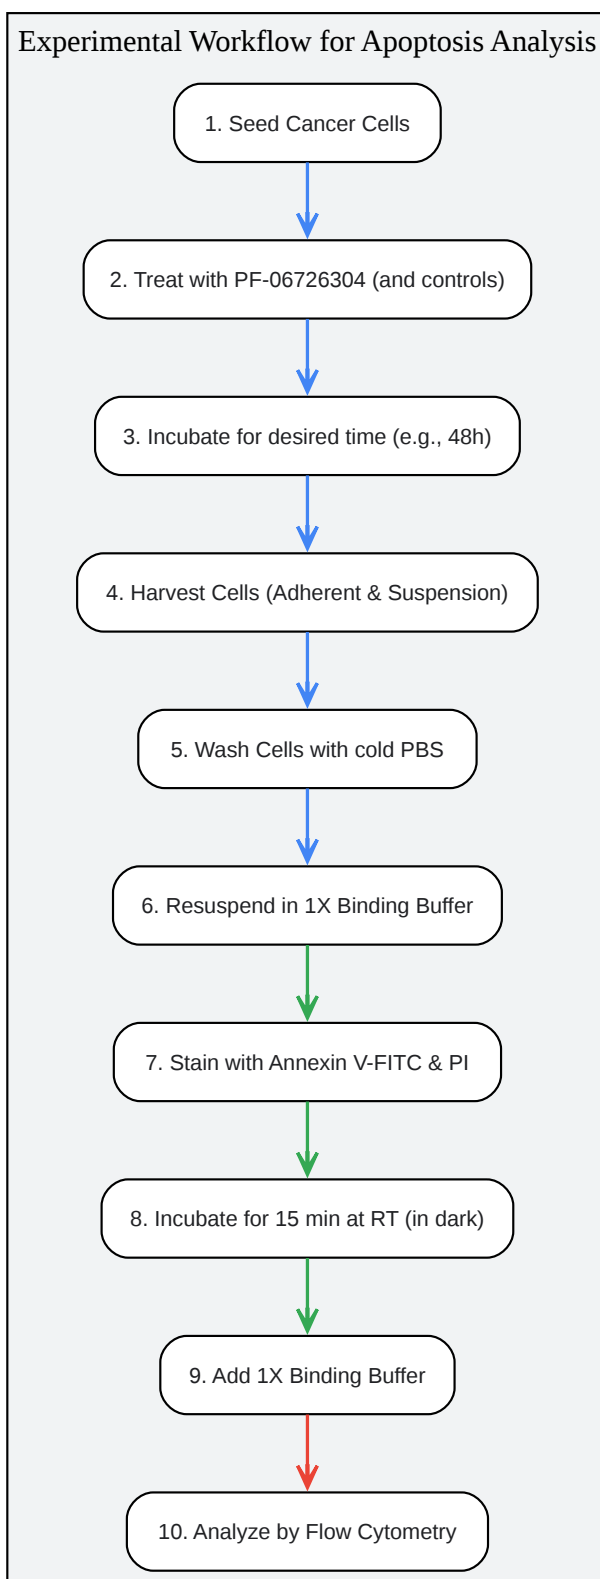 Experimental Workflow for Apoptosis Analysis
1. Seed Cancer Cells
2. Treat with PF-06726304 (and controls)
3. Incubate for desired time (e.g., 48h)
4. Harvest Cells (Adherent & Suspension)
5. Wash Cells with cold PBS
6. Resuspend in 1X Binding Buffer
7. Stain with Annexin V-FITC & PI
8. Incubate for 15 min at RT (in dark)
9. Add 1X Binding Buffer
10. Analyze by Flow Cytometry